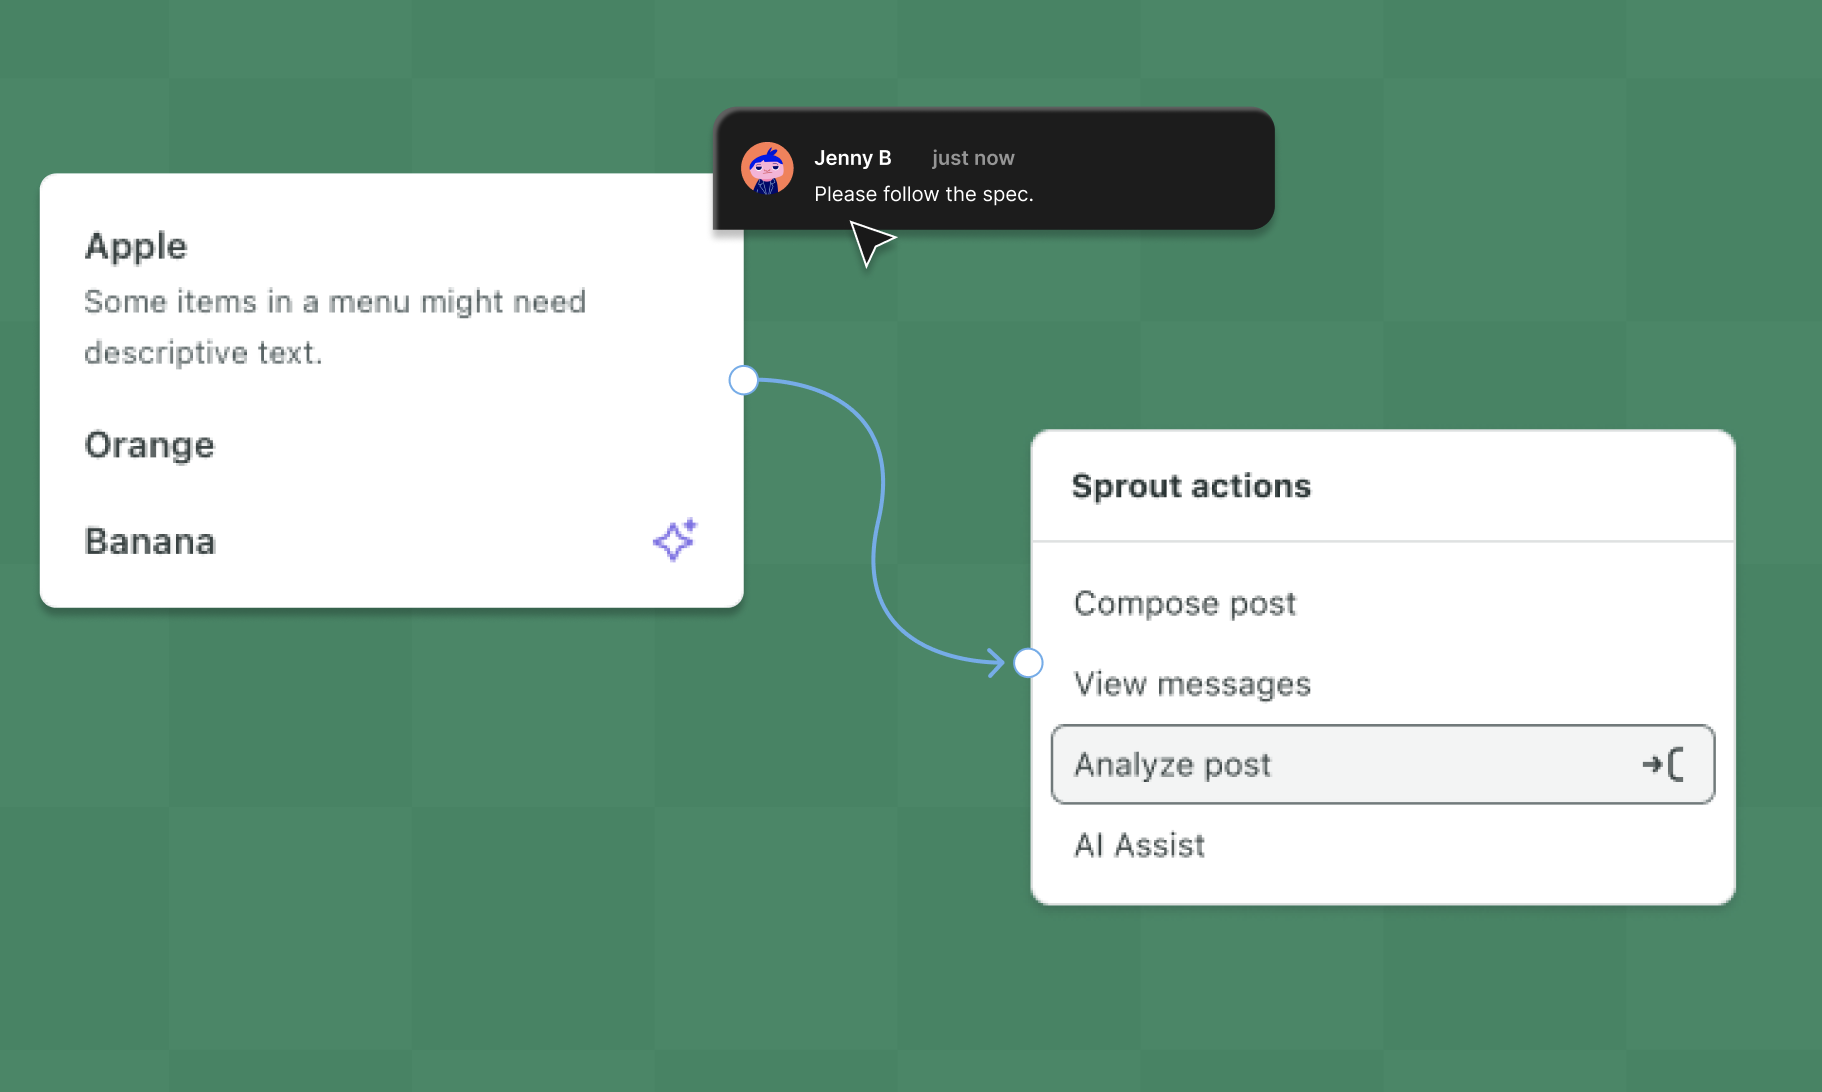 Jenny B just now
Please follow the spec.
Apple
Some items in a menu might need
descriptive text.
Orange
Banana
Sprout actions
Compose post
View messages
Analyze post
AI Assist